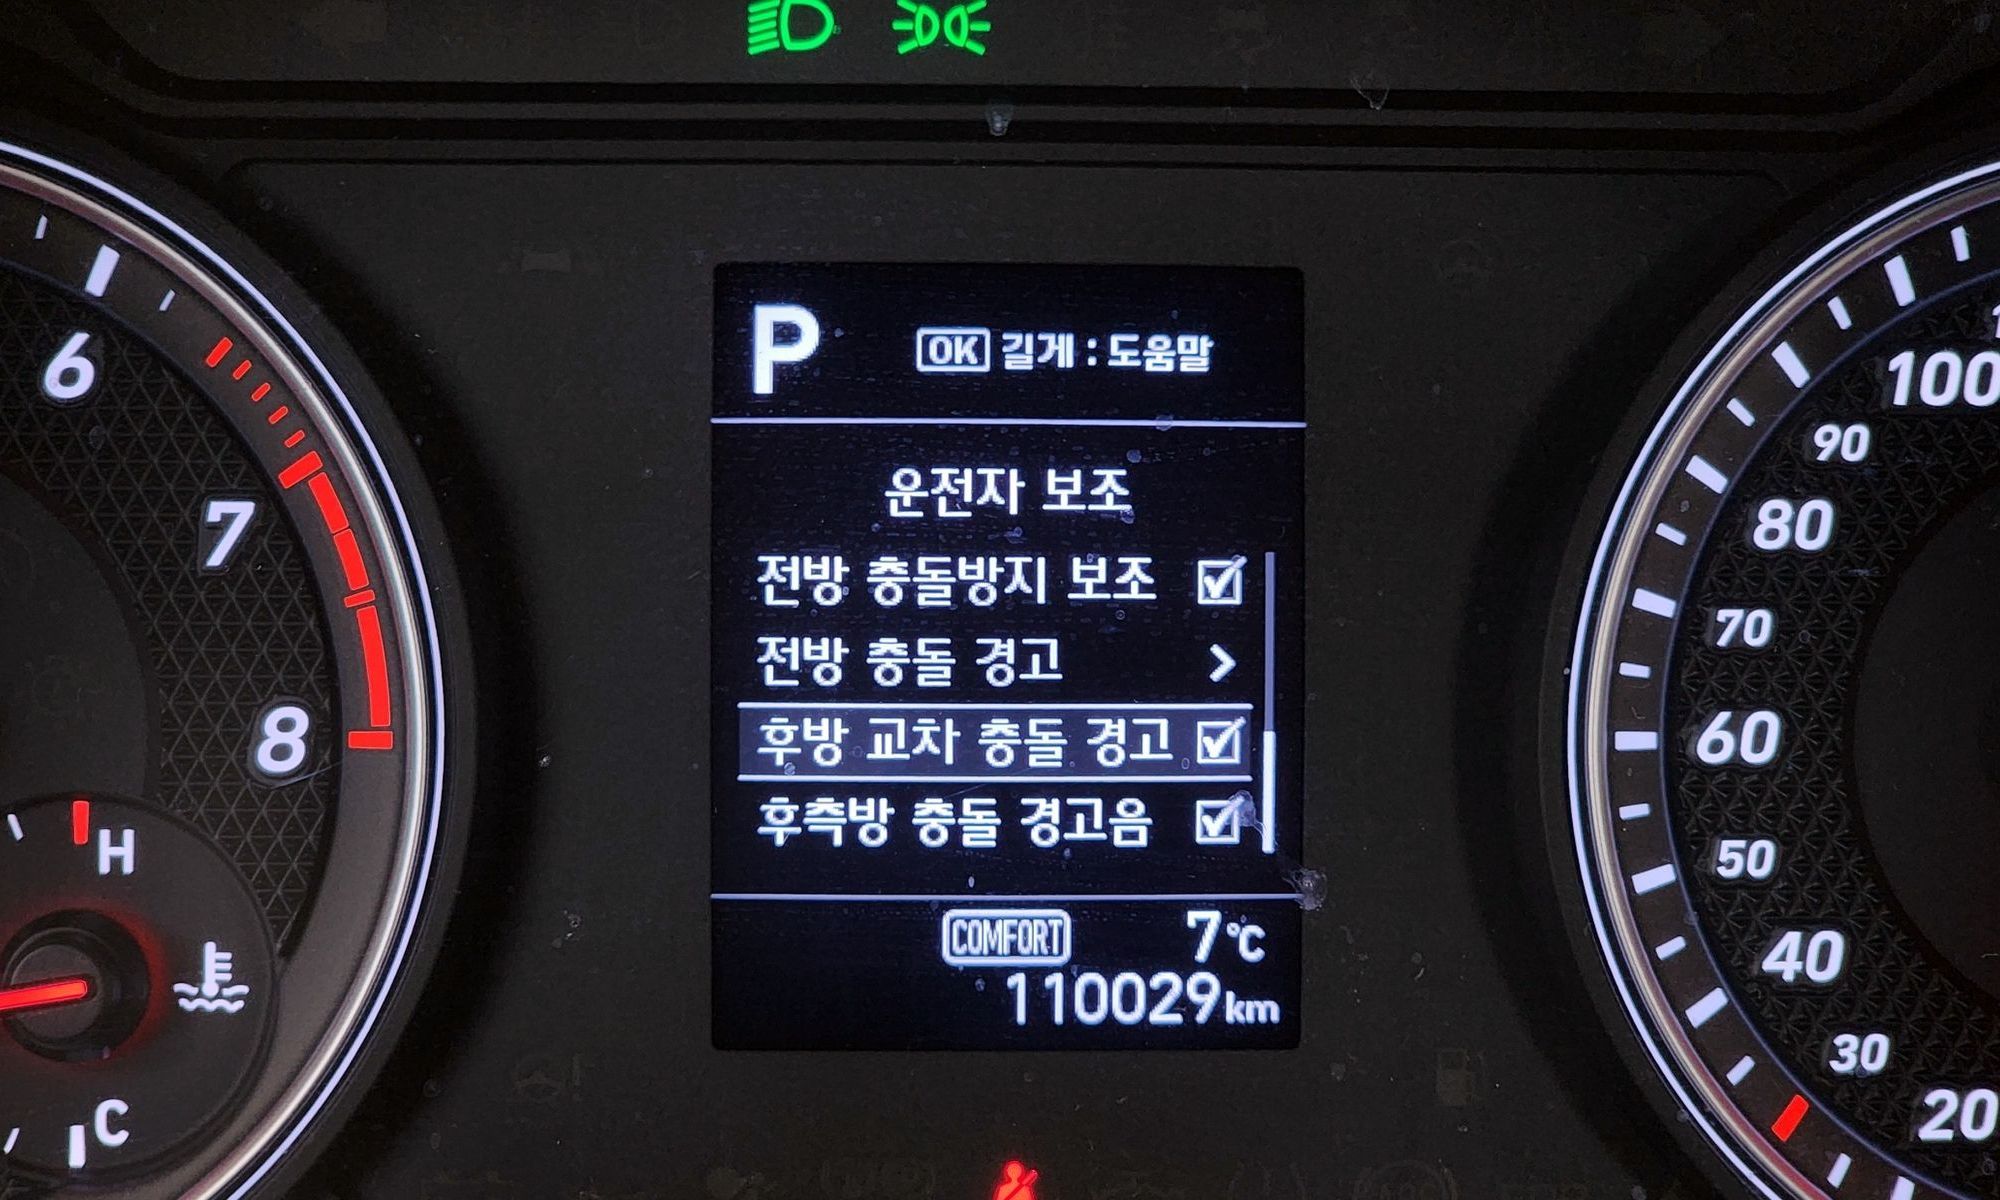 P
OK 길게 : 도움말
운전자 보조
전방 충돌방지 보조
전방 충돌 경고
후방 교차 충돌 경고
후측방 충돌 경고음
COMFORT 7°C
110029km
6
7
8
H
C
100
90
80
70
60
50
40
30
20